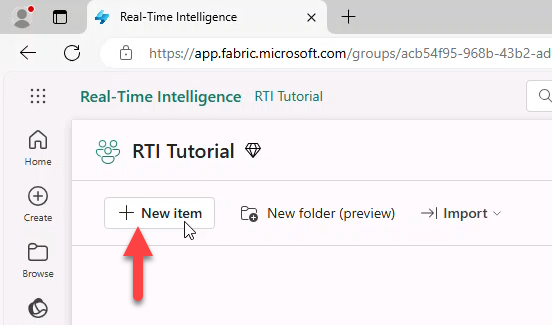 Real-Time Intelligence
https://app.fabric.microsoft.com/groups/acb54f95-968b-43b2-ad
Real-Time Intelligence RTI Tutorial
Home
RTI Tutorial
Create
New item New folder (preview) Import
Browse